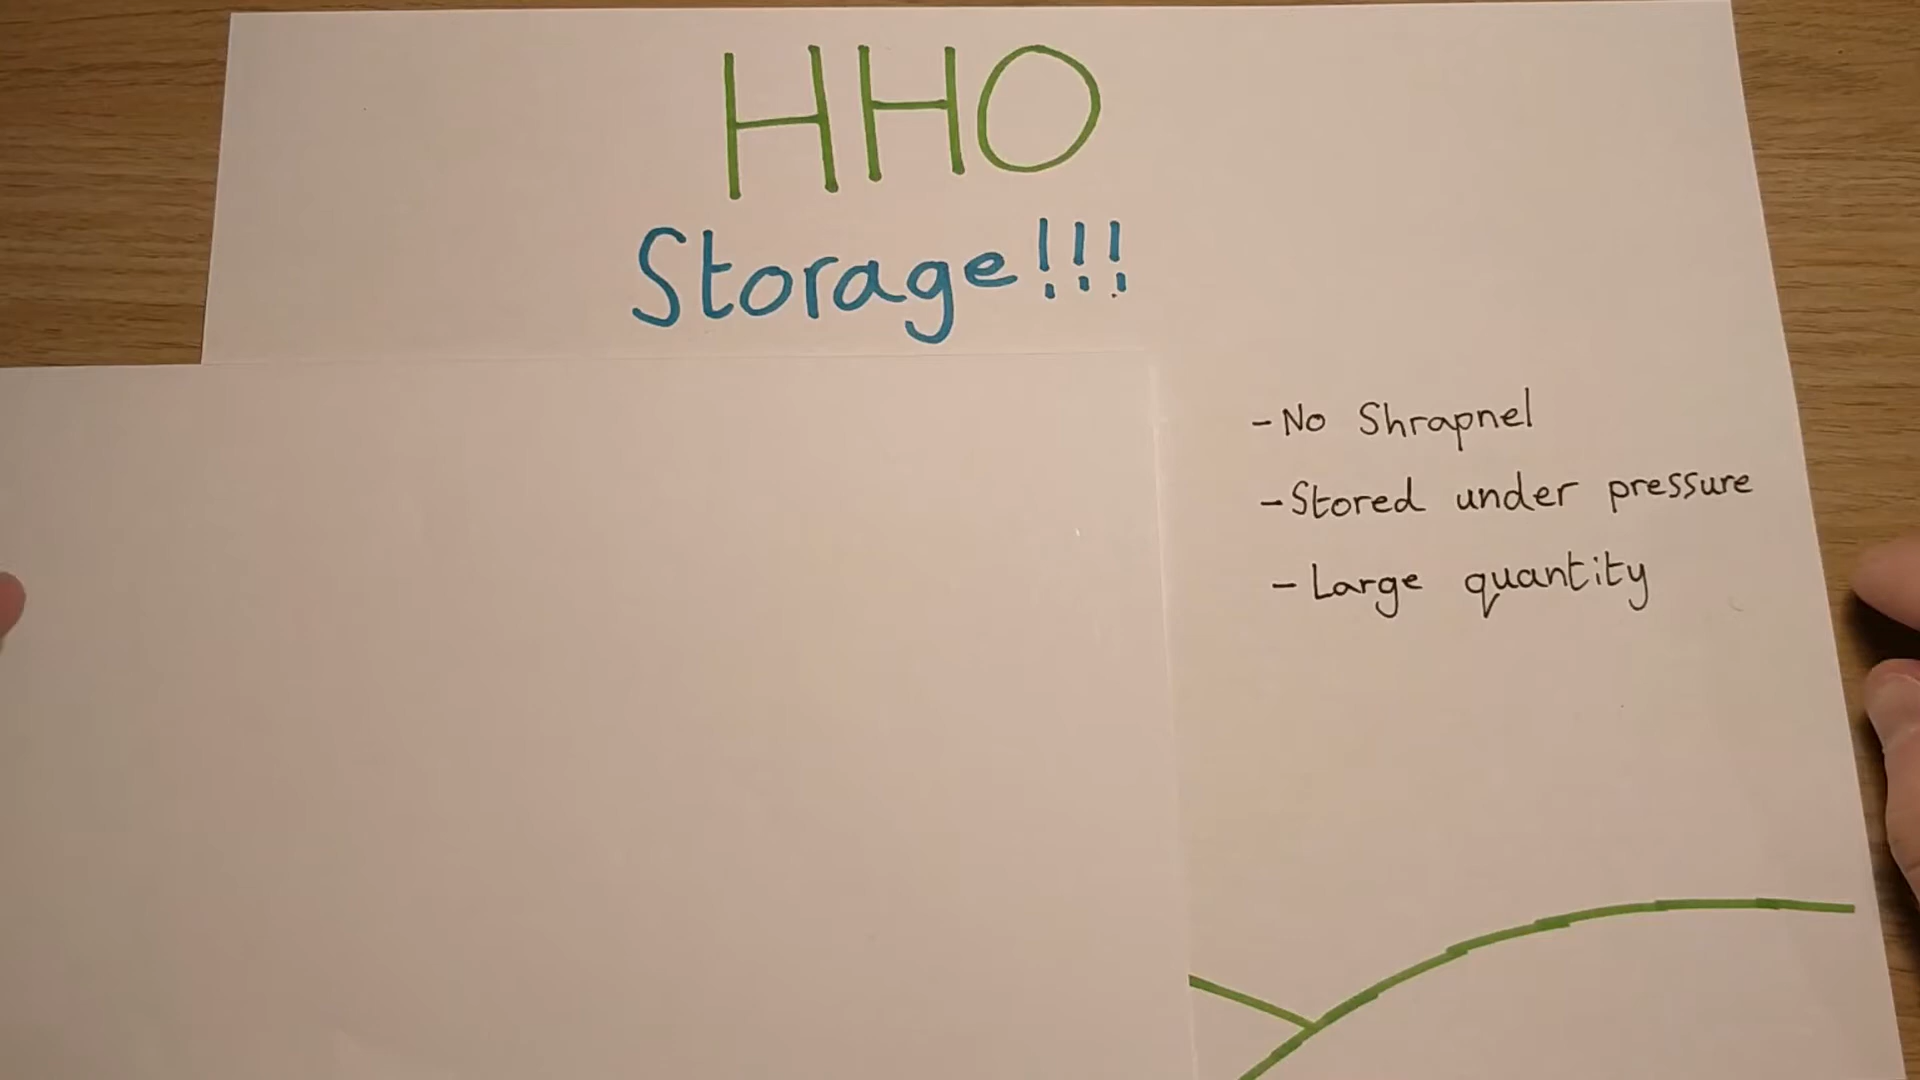 HHO
Storage!!!
-No Shrapnel
-Stored under pressure
-Large quantity